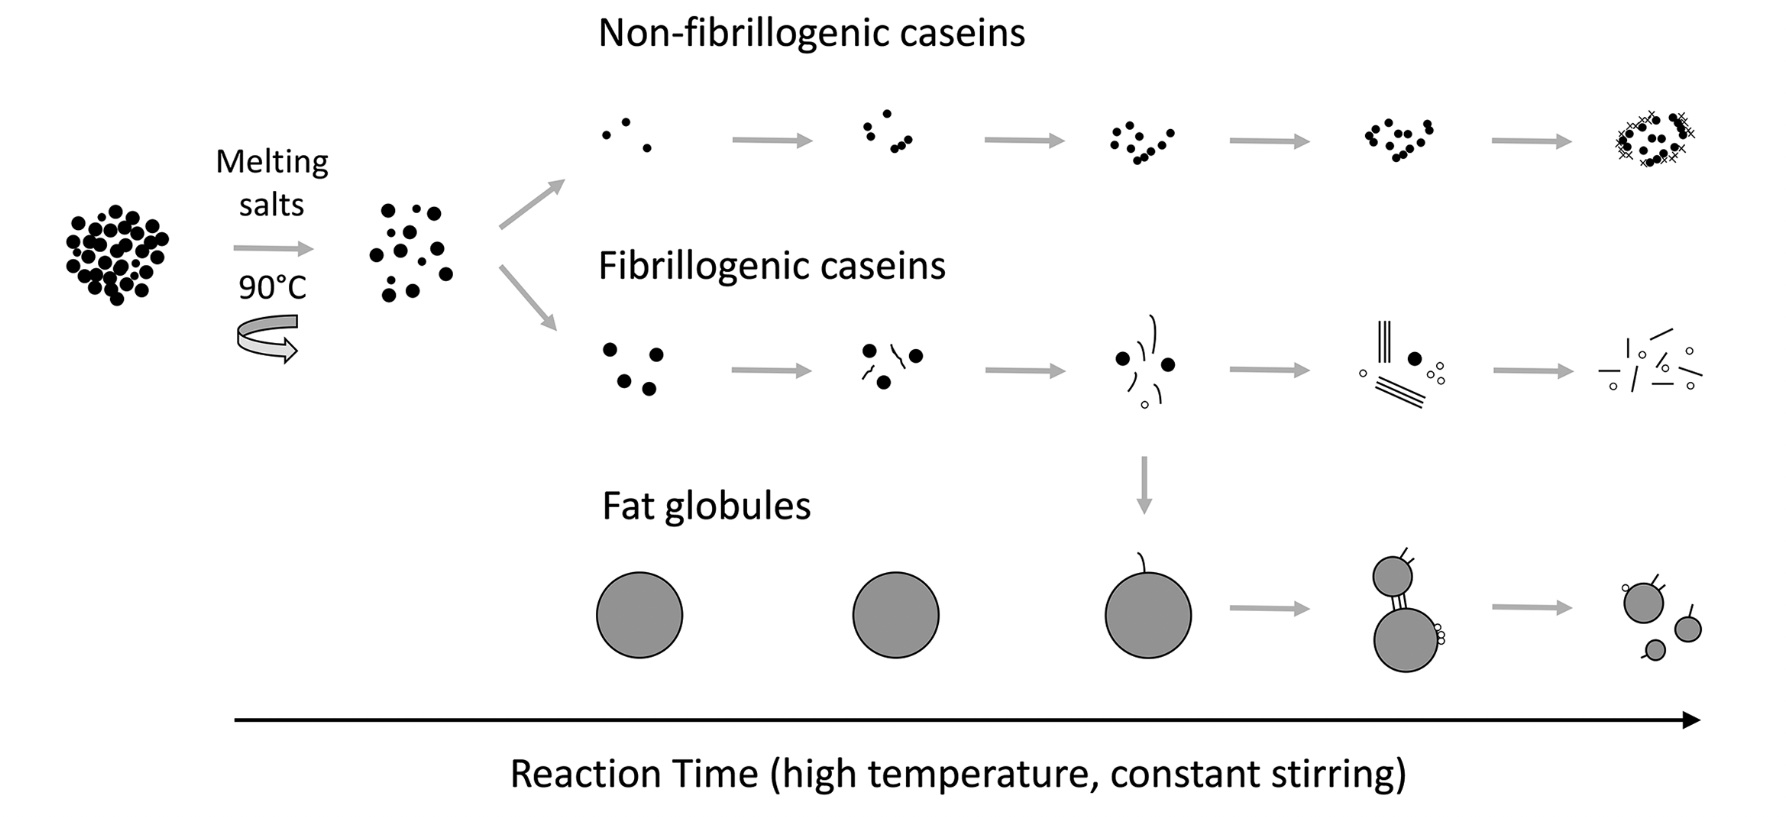 Non-fibrillogenic caseins
Melting
salts
90°C
Fibrillogenic caseins
Fat globules
Reaction Time (high temperature, constant stirring)